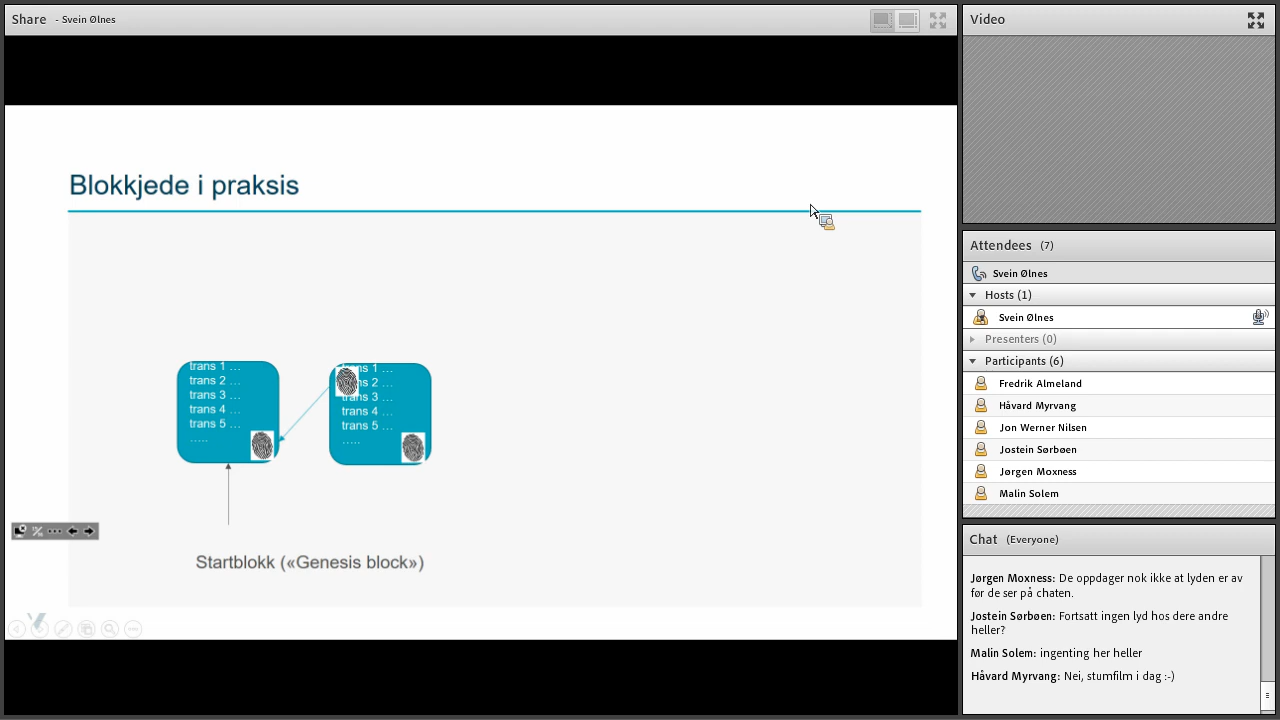 Share - Svein Ølnes
Video
Blokkjede i praksis
trans 1 ...
trans 2 ...
trans 3 ...
trans 4 ...
trans 5 ...
.....
ns 1 ...
s 2 ...
trans 3 ...
trans 4 ...
trans 5 ...
.....
Startblokk («Genesis block»)
Attendees (7)
Svein Ølnes
Hosts (1)
Svein Ølnes
Presenters (0)
Participants (6)
Fredrik Almeland
Håvard Myrvang
Jon Werner Nilsen
Jostein Sørbøen
Jørgen Moxness
Malin Solem
Chat (Everyone)
Jørgen Moxness: De oppdager nok ikke at lyden er av
før de ser på chaten.
Jostein Sørbøen: Fortsatt ingen lyd hos dere andre
heller?
Malin Solem: ingenting her heller
Håvard Myrvang: Nei, stumfilm i dag :-)